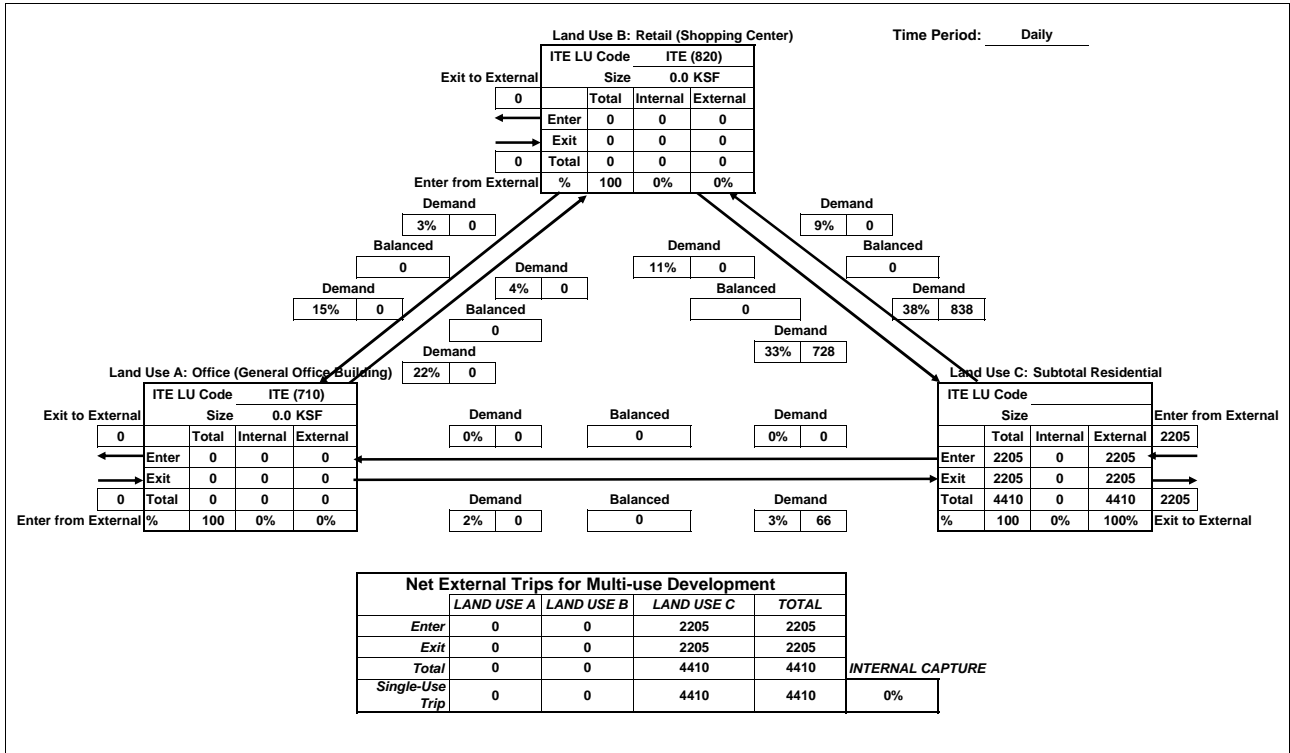 Land Use B: Retail (Shopping Center)
Time Period: Daily
ITE LU Code ITE (820)
Exit to External Size 0.0 KSF
0 Total Internal External
Enter 0 0 0
Exit 0 0 0
0 Total 0 0 0
Enter from External % 100 0% 0%
Demand
3% 0
Balanced
0
Demand
15% 0
Demand
4% 0
Balanced
0
Demand
22% 0
Demand
11% 0
Balanced
0
Demand
33% 728
Demand
9% 0
Balanced
0
Demand
38% 838
Land Use A: Office (General Office Building)
ITE LU Code ITE (710)
Exit to External Size 0.0 KSF
0 Total Internal External
Enter 0 0 0
Exit 0 0 0
0 Total 0 0 0
Enter from External % 100 0% 0%
Demand Balanced Demand
0% 0 0 0% 0
Demand Balanced Demand
2% 0 0 3% 66
Land Use C: Subtotal Residential
ITE LU Code
Size Enter from External
Total Internal External 2205
Enter 2205 0 2205
Exit 2205 0 2205
Total 4410 0 4410 2205
% 100 0% 100% Exit to External
Net External Trips for Multi-use Development
LAND USE A LAND USE B LAND USE C TOTAL
Enter 0 0 2205 2205
Exit 0 0 2205 2205
Total 0 0 4410 4410 INTERNAL CAPTURE
Single-Use
Trip 0 0 4410 4410 0%